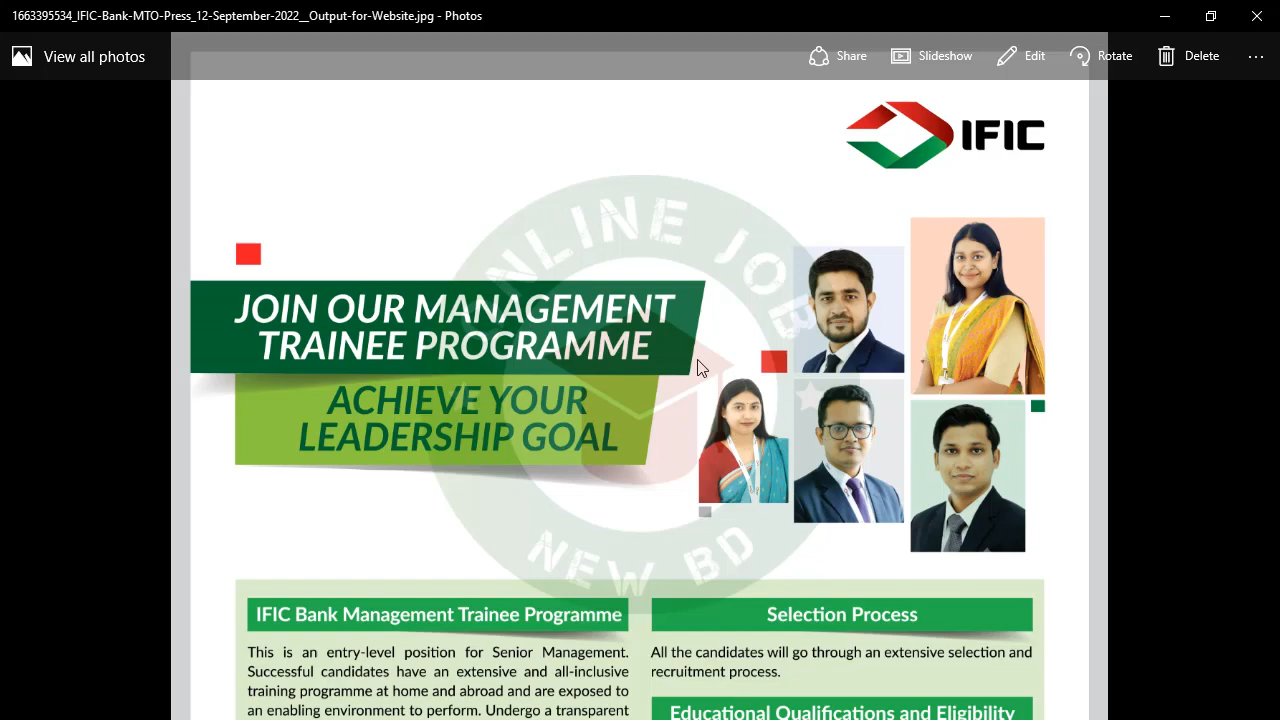 1663395534_IFIC-Bank-MTO-Press_12-September-2022__Output-for-Website.jpg - Photos
View all photos
Share
Slideshow
Edit
Rotate
Delete
IFIC
ONLINE JOB
JOIN OUR MANAGEMENT
TRAINEE PROGRAMME
ACHIEVE YOUR
LEADERSHIP GOAL
NEW BD
IFIC Bank Management Trainee Programme
This is an entry-level position for Senior Management.
Successful candidates have an extensive and all-inclusive
training programme at home and abroad and are exposed to
an enabling environment to perform. Undergo a transparent
Selection Process
All the candidates will go through an extensive selection and
recruitment process.
Educational Qualifications and Eligibility